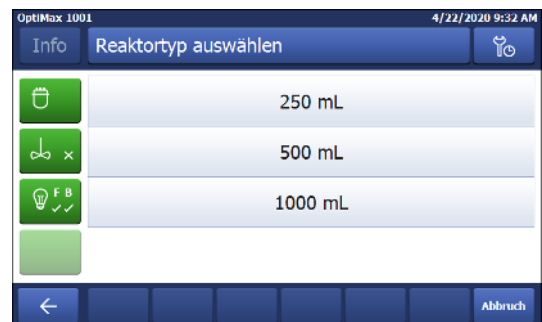 OptiMax 1001 4/22/2020 9:32 AM
Info Reaktortyp auswählen
250 mL
× 500 mL
F B
✓✓ 1000 mL
← Abbruch